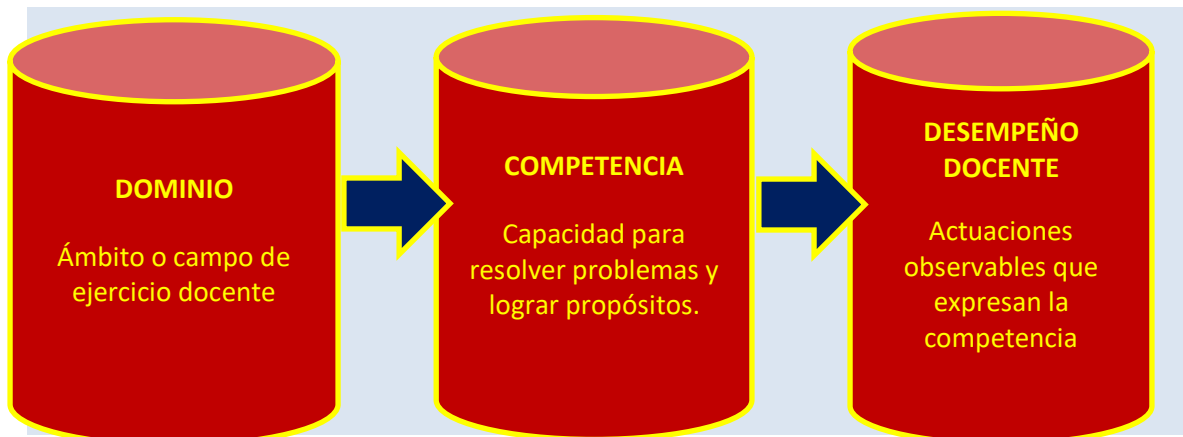 DOMINIO
Ámbito o campo de
ejercicio docente
COMPETENCIA
Capacidad para
resolver problemas y
lograr propósitos.
DESEMPEÑO
DOCENTE
Actuaciones
observables que
expresan la
competencia